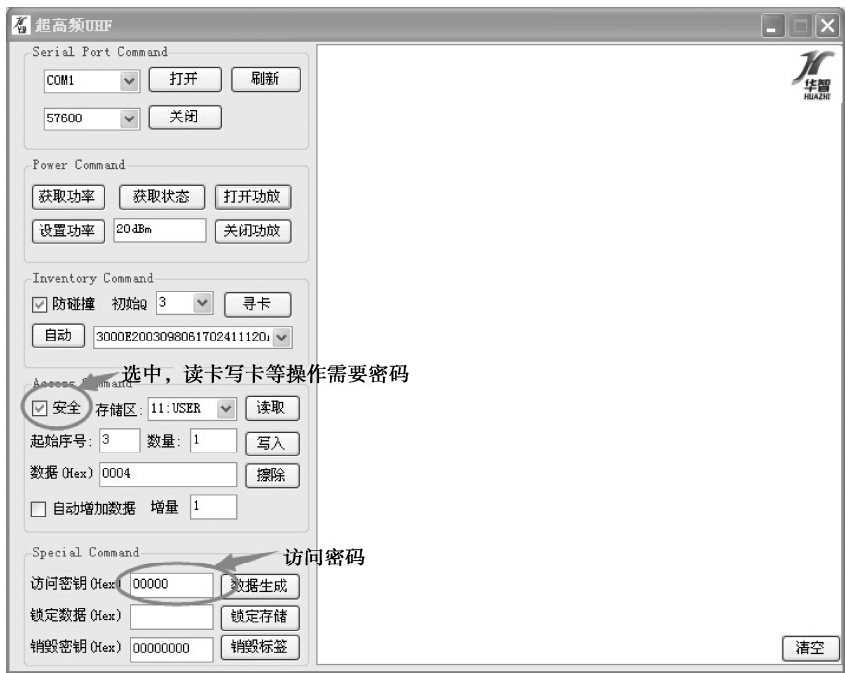 超高频UHF
Serial Port Command
COM1 打开 刷新
57600 关闭
华智
HUAZHI
Power Command
获取功率 获取状态 打开功放
设置功率 20dBm 关闭功放
Inventory Command
防碰撞 初始Q 3 寻卡
自动 3000E2003098061702411120
选中，读卡写卡等操作需要密码
Access Command
安全 存储区: 11:USER 读取
起始序号: 3 数量: 1 写入
数据(Hex) 0004 擦除
自动增加数据 增量 1
Special Command
访问密码
访问密钥(Hex) 00000 数据生成
锁定数据(Hex) 锁定存储
销毁密钥(Hex) 00000000 销毁标签
清空